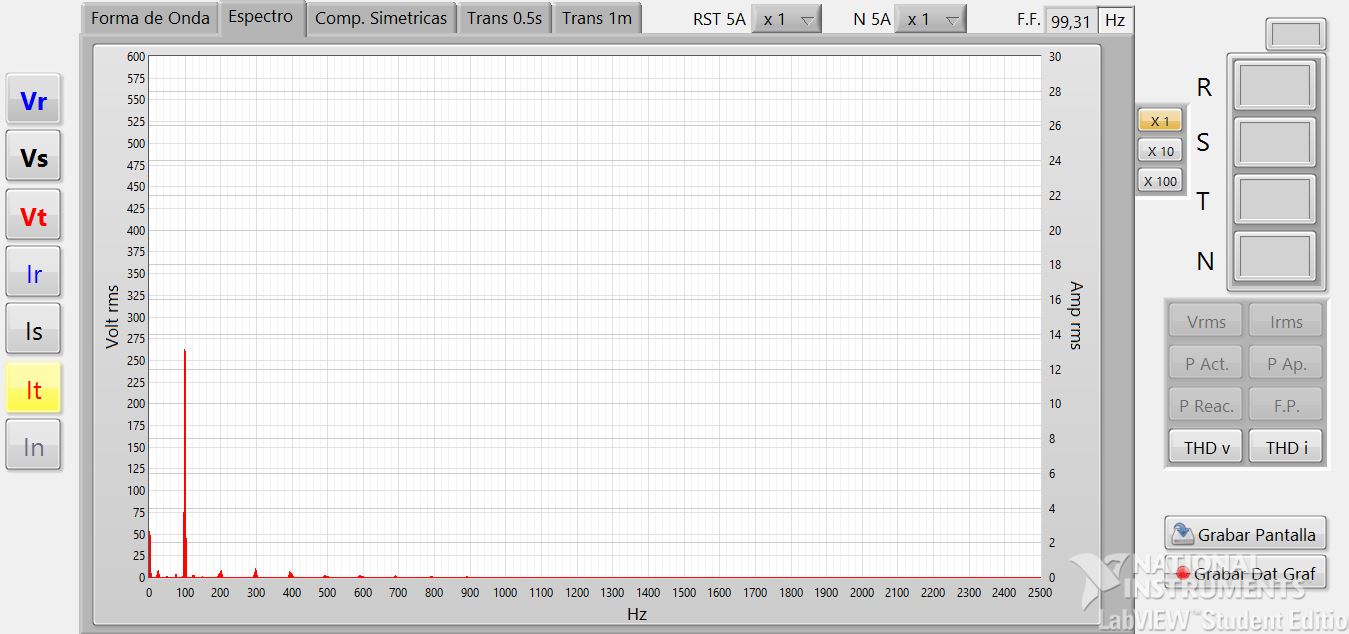 Forma de Onda Espectro Comp. Simetricas Trans 0.5s Trans 1m RST 5A x 1 N 5A x 1 F.F. 99,31 Hz
Vr
Vs
Vt
Ir
Is
It
In
Volt rms
600
575
550
525
500
475
450
425
400
375
350
325
300
275
250
225
200
175
150
125
100
75
50
25
0
0 100 200 300 400 500 600 700 800 900 1000 1100 1200 1300 1400 1500 1600 1700 1800 1900 2000 2100 2200 2300 2400 2500
Hz
30
28
26
24
22
20
18
16
14
12
10
8
6
4
2
0
Amp rms
X 1
X 10
X 100
R
S
T
N
Vrms Irms
P Act. P Ap.
P Reac. F.P.
THD v THD i
Grabar Pantalla
Grabar Dat Graf
NATIONAL
INSTRUMENTS
LabVIEW™ Student Editio